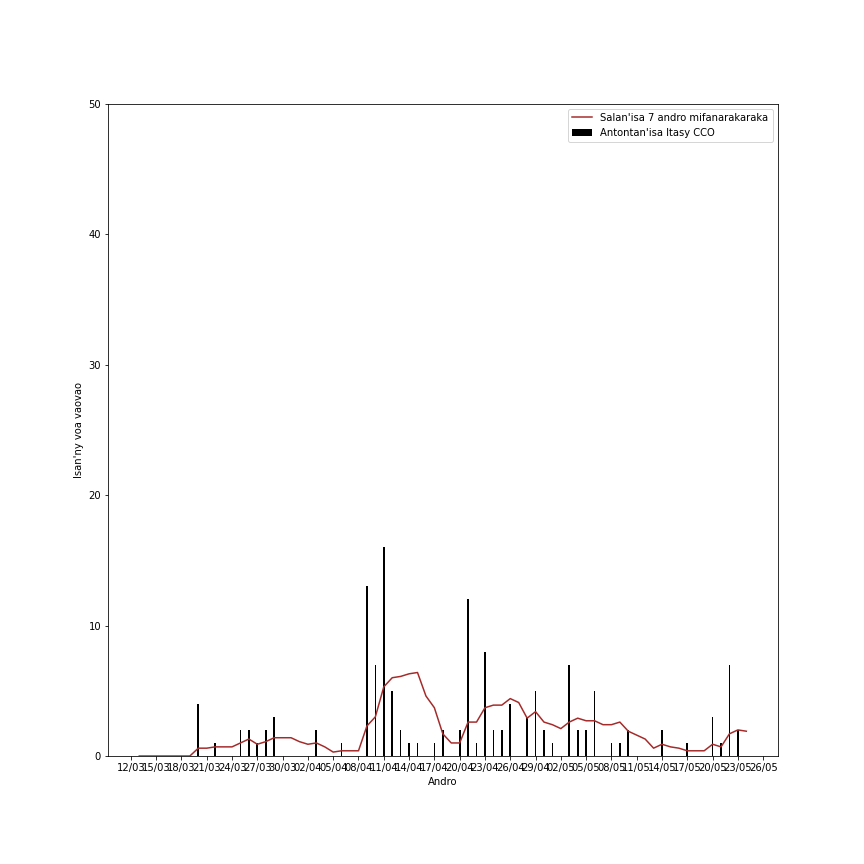 50
Salan'isa 7 andro mifanarakaraka
Antontan'isa Itasy CCO
40
30
20
10
0
Isan'ny voa vaovao
12/03 15/03 18/03 21/03 24/03 27/03 30/03 02/04 05/04 08/04 11/04 14/04 17/04 20/04 23/04 26/04 29/04 02/05 05/05 08/05 11/05 14/05 17/05 20/05 23/05 26/05
Andro